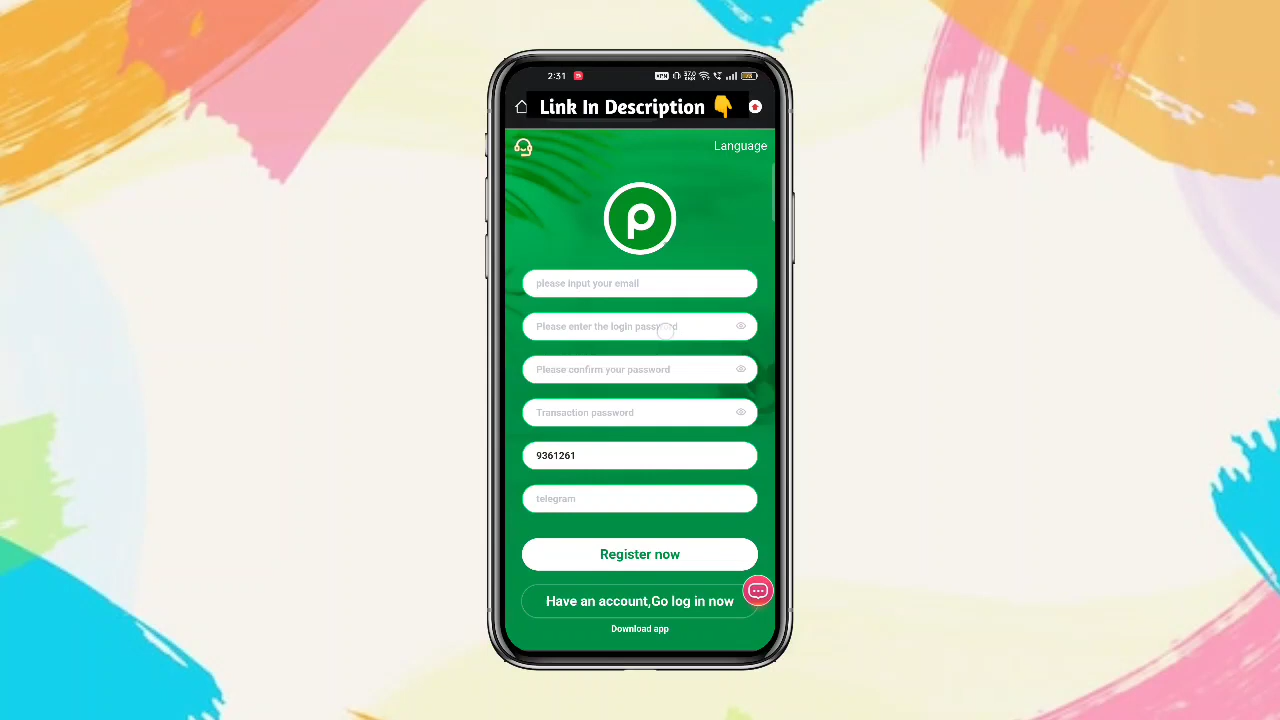 2:31
Link In Description 👇
Language
P
please input your email
Please enter the login password
Please confirm your password
Transaction password
9361261
telegram
Register now
Have an account,Go log in now
Download app